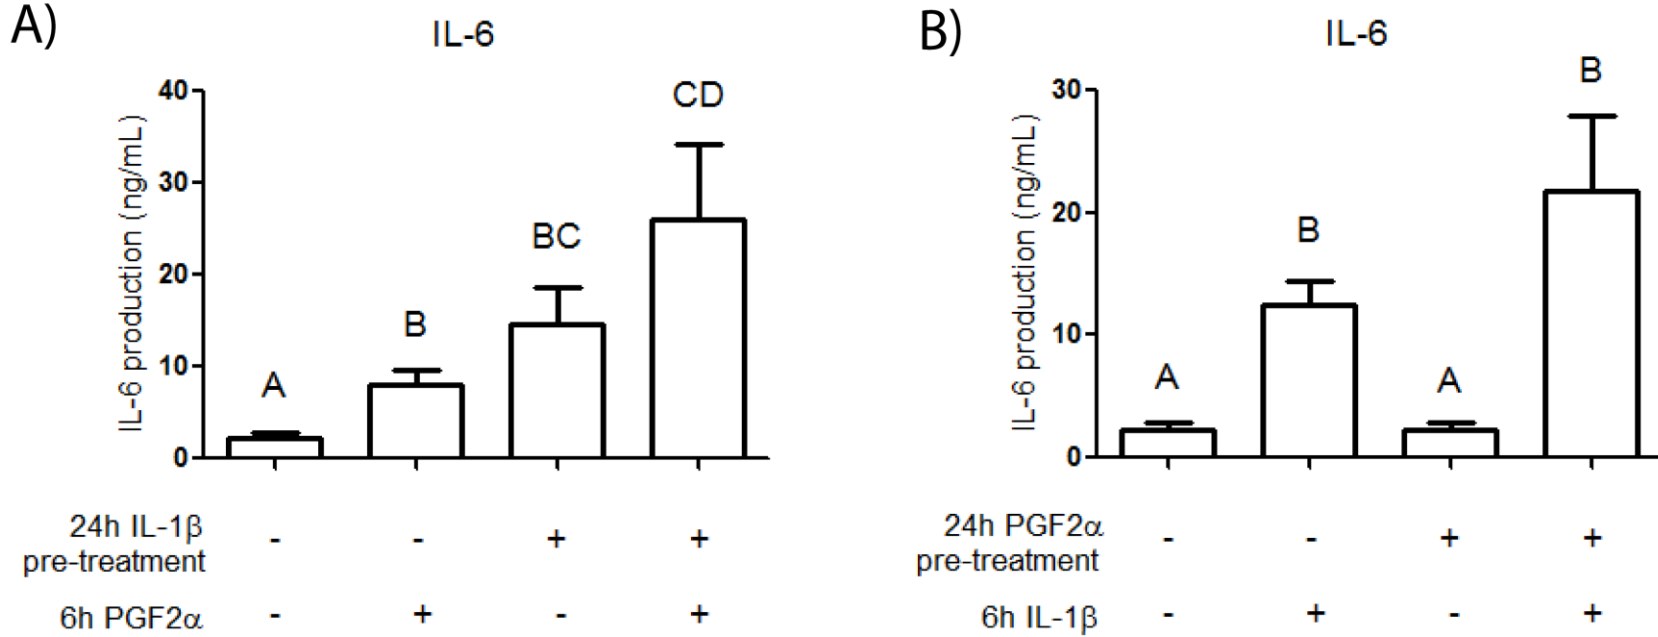 A)
IL-6
IL-6 production (ng/mL)
40
30
20
10
0
A
B
BC
CD
24h IL-1β
pre-treatment
- - + +
6h PGF2α
- + - +
B)
IL-6
IL-6 production (ng/mL)
30
20
10
0
A
B
A
B
24h PGF2α
pre-treatment
- - + +
6h IL-1β
- + - +